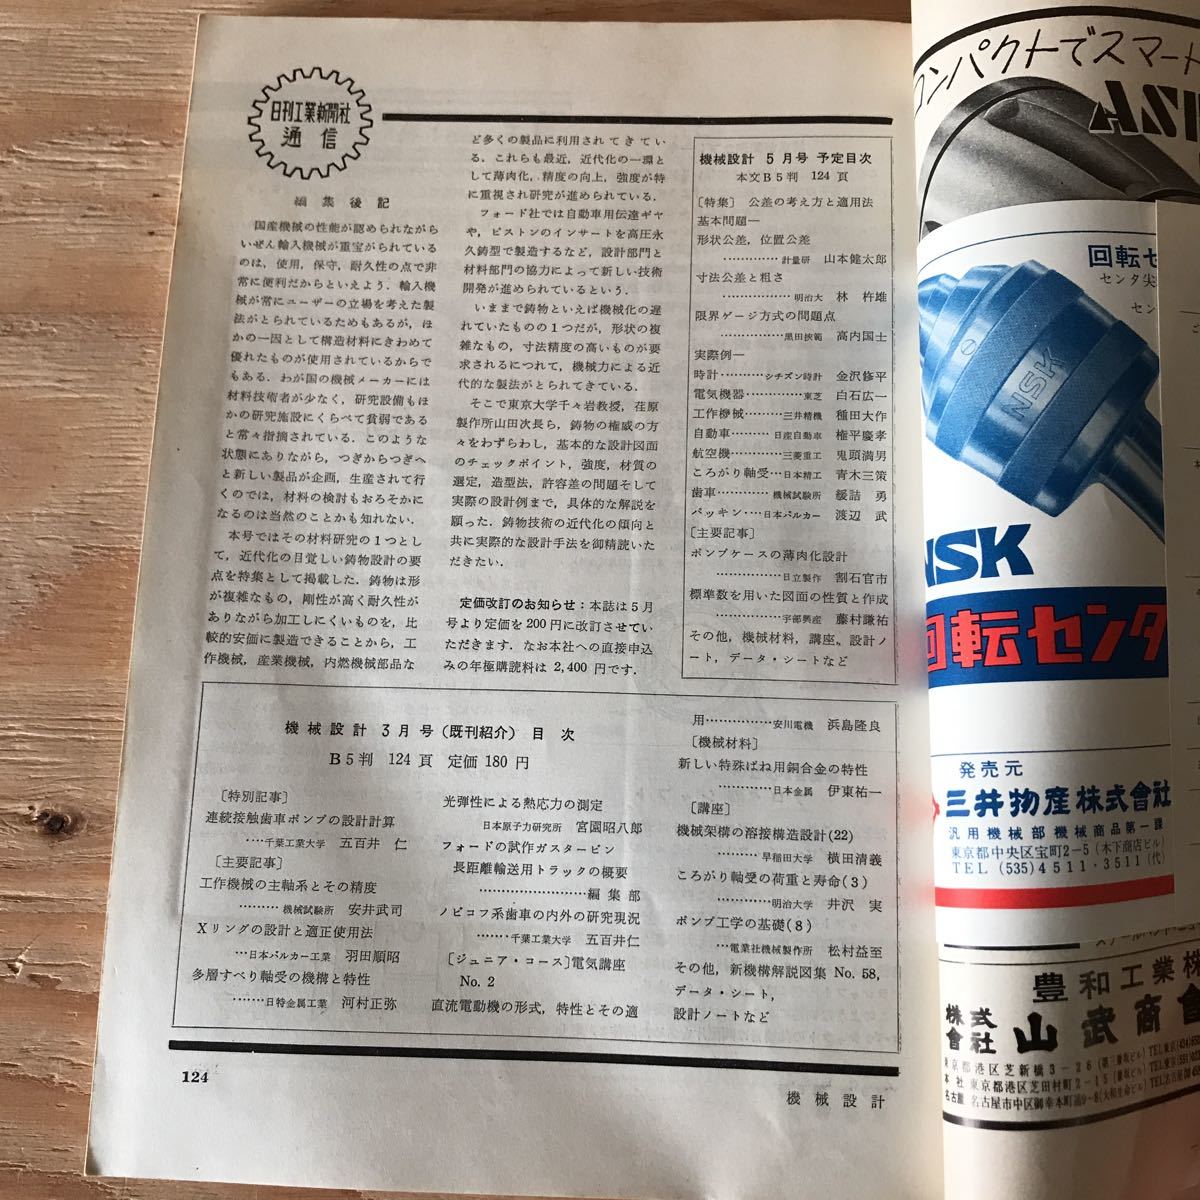 日刊工業新聞社
通信
編集後記
国産機械の性能が認められながら
いぜん輸入機械が重宝がられている
のは，使用，保守，耐久性の点で非
常に便利だからといえよう．輸入機
械が常にユーザーの立場を考えた製
法がとられているためもあるが，ほ
かの一因として構造材料にきわめて
優れたものが使用されているからで
もある．わが国の機械メーカーには
材料技術者が少なく，研究設備もほ
かの研究施設にくらべて貧弱である
と常々指摘されている．このような
状態にありながら，つぎからつぎへ
と新しい製品が企画，生産されて行
くのでは，材料の検討もおろそかに
なるのは当然のことかも知れない．
本号ではその材料研究の1つとし
て，近代化の目覚しい鋳物設計の要
点を特集として掲載した．鋳物は形
が複雑なもの，剛性が高く耐久性が
ありながら加工しにくいものを，比
較的安価に製造できることから，工
作機械，産業機械，内燃機械部品な
ど多くの製品に利用されてきてい
る．これらも最近，近代化の一環と
して薄肉化，精度の向上，強度が特
に重視され研究が進められている．
フォード社では自動車用伝達ギヤ
や，ピストンのインサートを高圧永
久鋳型で製造するなど，設計部門と
材料部門の協力によって新しい技術
開発が進められているという．
いままで鋳物といえば機械化の遅
れていたものの1つだが，形状の複
雑なもの，寸法精度の高いものが要
求されるにつれて，機械力による近
代的な製法がとられてきている．
そこで東京大学千々岩教授，荏原
製作所山田次長ら，鋳物の権威の方
々をわずらわし，基本的な設計図面
のチェックポイント，強度，材質の
選定，造型法，許容差の問題そして
実際の設計例まで，具体的な解説を
願った．鋳物技術の近代化の傾向と
共に実際的な設計手法を御精読いた
だきたい．
定価改訂のお知らせ：本誌は5月
号より定価を200円に改訂させてい
ただきます．なお本社への直接申込
みの年極購読料は 2,400 円です．
機械設計 5月号 予定目次
本文B5判 124頁
［特集］ 公差の考え方と適用法
基本問題―
形状公差，位置公差
……………計量研 山本健太郎
寸法公差と粗さ
………………明治大 林 杵雄
限界ゲージ方式の問題点
……………黒田挾範 高内国士
実際例―
時計………シチズン時計 金沢修平
電気機器…………東芝 白石広一
工作機械………三井精機 種田大作
自動車………日産自動車 権平慶孝
航空機…………三菱重工 鬼頭満男
ころがり軸受…日本精工 青木三策
歯車…………機械試験所 綬詰 勇
パッキン…日本バルカー 渡辺 武
［主要記事］
ポンプケースの薄肉化設計
……………日立製作 割石官市
標準数を用いた図面の性質と作成
……………宇部興産 藤村謙祐
その他，機械材料，講座，設計ノ
ート，データ・シートなど
機械設計 3月号（既刊紹介）目次
B5判 124頁 定価180円
［特別記事］
連続接触歯車ポンプの設計計算
……千葉工業大学 五百井 仁
［主要記事］
工作機械の主軸系とその精度
………機械試験所 安井武司
Xリングの設計と適正使用法
……日本バルカー工業 羽田順昭
多層すべり軸受の機構と特性
………日特金属工業 河村正弥
光弾性による熱応力の測定
日本原子力研究所 宮園昭八郎
フォードの試作ガスタービン
長距離輸送用トラックの概要
……………………編集部
ノビコフ系歯車の内外の研究現況
……千葉工業大学 五百井仁
［ジュニア・コース］電気講座
No. 2
直流電動機の形式，特性とその適
用……………安川電機 浜島隆良
［機械材料］
新しい特殊ばね用銅合金の特性
……………日本金属 伊東祐一
［講座］
機械架構の溶接構造設計(22)
……………早稲田大学 横田清義
ころがり軸受の荷重と寿命(3)
……………明治大学 井沢 実
ポンプ工学の基礎(8)
……電業社機械製作所 松村益至
その他，新機構解説図集 No. 58，
データ・シート，
設計ノートなど
124
機械設計
コンパクトでスマート
AS
回転セ
センタ尖
セン
NSK
NSK
回転センタ
発売元
三井物産株式會社
汎用機械部機械商品第一課
東京都中央区宝町2-5（木下商店ビル）
TEL (535) 4511・3511（代）
豊和工業株
株式會社 山武商會
東京都港区芝新橋3-26
本社 東京都港区芝田村町2-15
名古屋 名古屋市中区御幸本町通9-8（大和生命ビル）